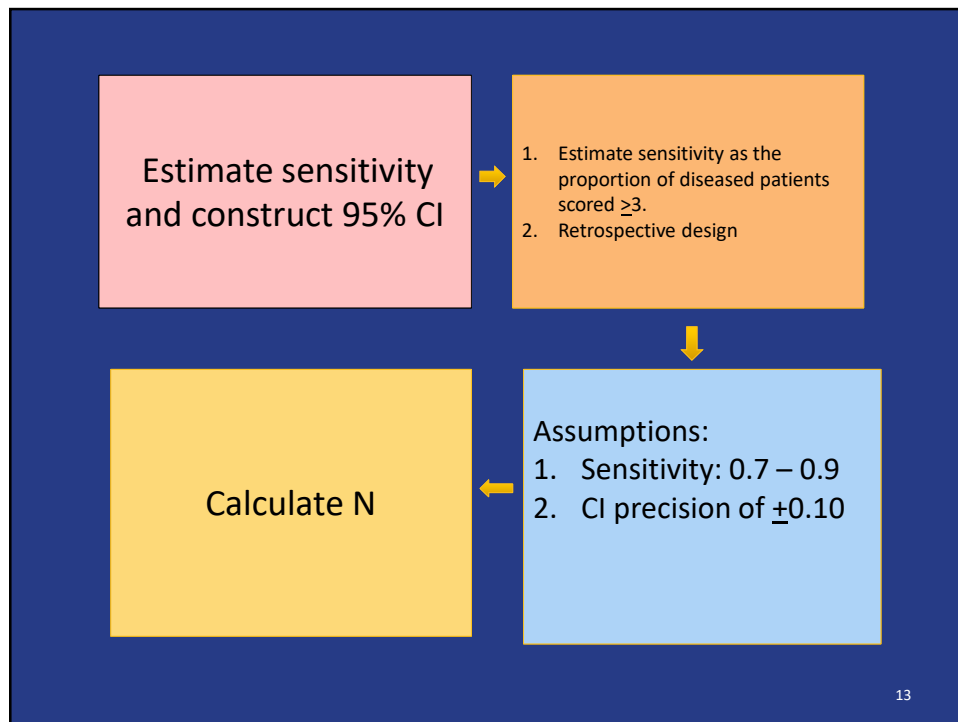 Estimate sensitivity
and construct 95% CI
1. Estimate sensitivity as the
proportion of diseased patients
scored ≥3.
2. Retrospective design
Assumptions:
1. Sensitivity: 0.7 – 0.9
2. CI precision of ±0.10
Calculate N
13